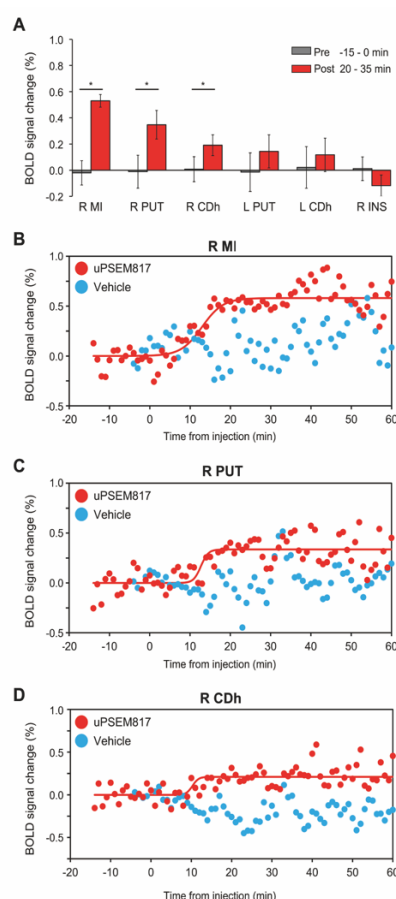 A
BOLD signal change (%)
1.0
0.8
0.6
0.4
0.2
0.0
-0.2
Pre -15 - 0 min
Post 20 - 35 min
* * *
R MI R PUT R CDh L PUT L CDh R INS
B
R MI
BOLD signal change (%)
1.0
0.5
0.0
-0.5
uPSEM817
Vehicle
-20 -10 0 10 20 30 40 50 60
Time from injection (min)
C
R PUT
BOLD signal change (%)
1.0
0.5
0.0
-0.5
uPSEM817
Vehicle
-20 -10 0 10 20 30 40 50 60
Time from injection (min)
D
R CDh
BOLD signal change (%)
1.0
0.5
0.0
-0.5
uPSEM817
Vehicle
-20 -10 0 10 20 30 40 50 60
Time from injection (min)